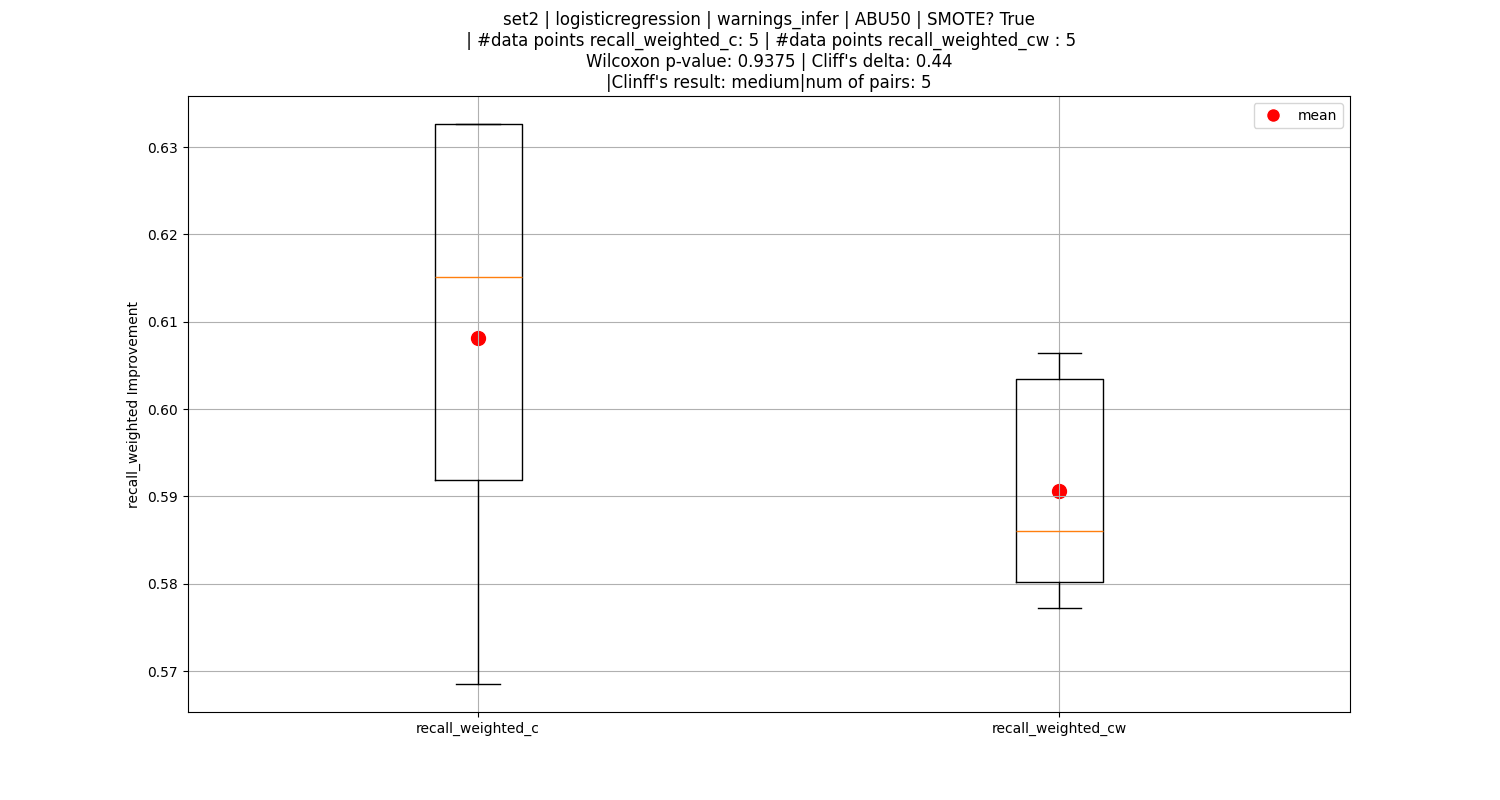 set2 | logisticregression | warnings_infer | ABU50 | SMOTE? True
| #data points recall_weighted_c: 5 | #data points recall_weighted_cw : 5
Wilcoxon p-value: 0.9375 | Cliff's delta: 0.44
|Clinff's result: medium|num of pairs: 5
mean
0.63
0.62
0.61
0.60
0.59
0.58
0.57
recall_weighted Improvement
recall_weighted_c
recall_weighted_cw